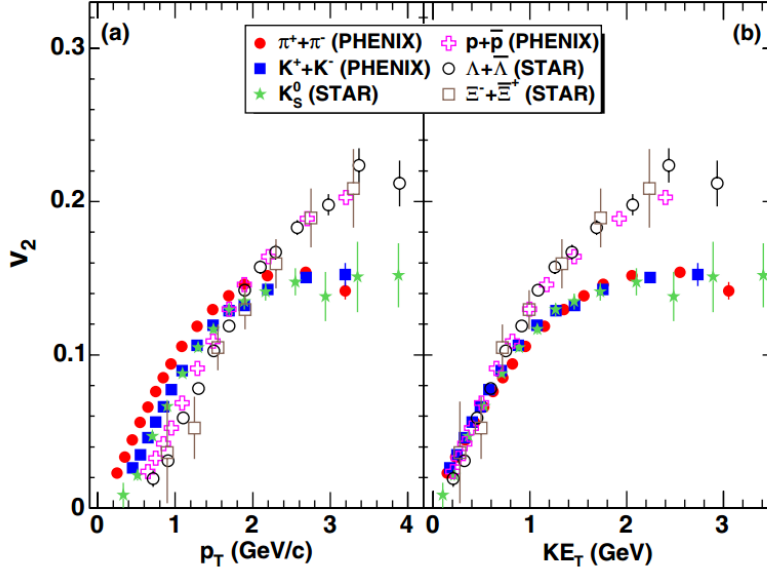 0.3
(a)
(b)
π⁺+π⁻ (PHENIX)
p+p̅
K⁺+K⁻ (PHENIX)
Λ+Λ̅ (STAR)
K⁰S (STAR)
Ξ⁻+Ξ̅⁺ (STAR)
0.2
v₂
0.1
0
0 1 2 3 4 0 1 2 3
p_T (GeV/c)
KE_T (GeV)